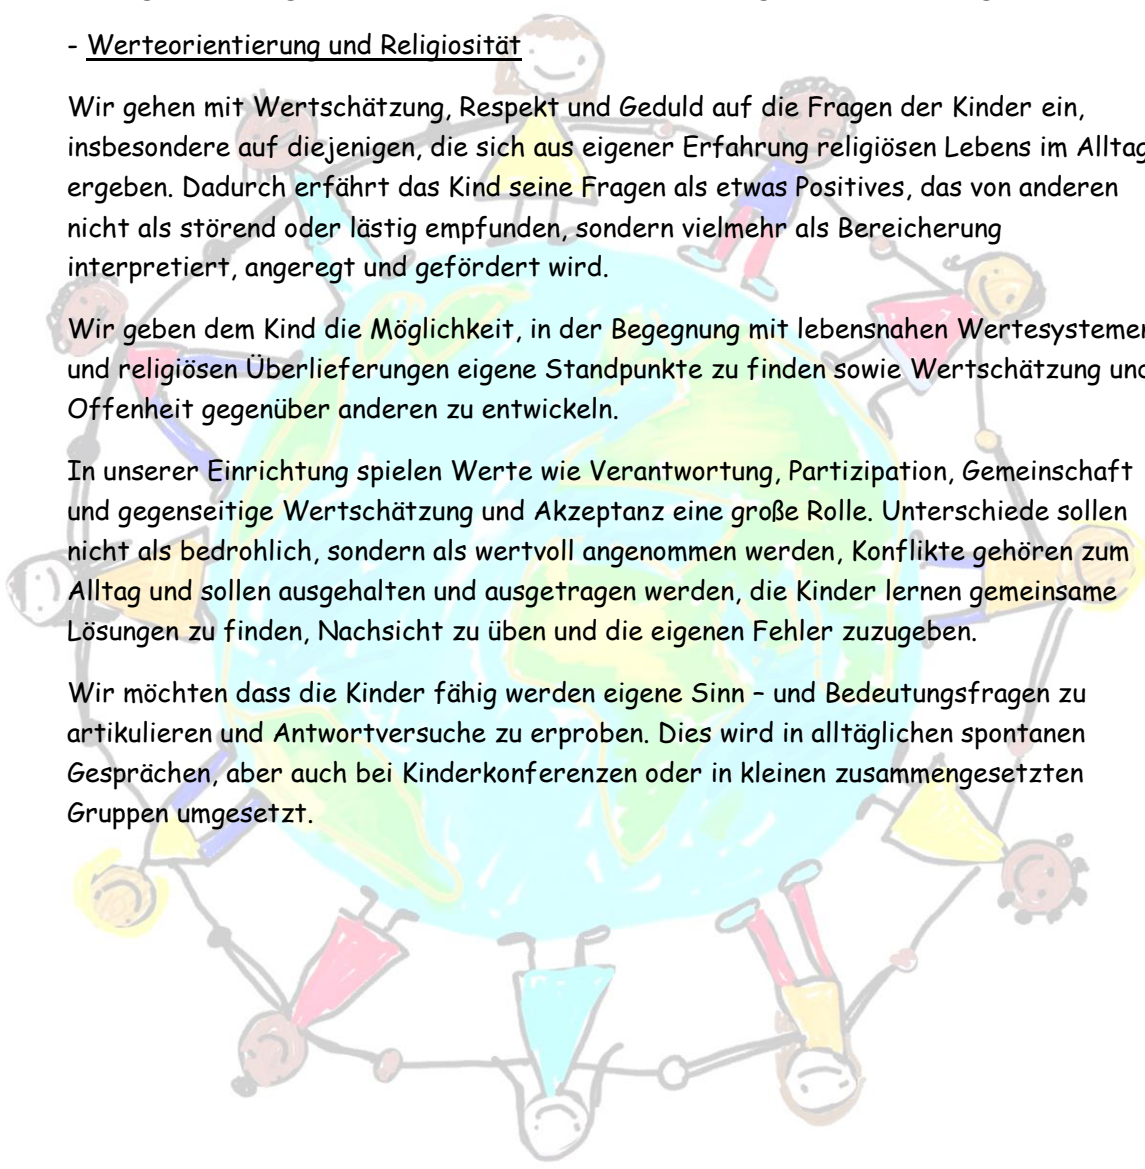 - Werteorientierung und Religiosität
Wir gehen mit Wertschätzung, Respekt und Geduld auf die Fragen der Kinder ein,
insbesondere auf diejenigen, die sich aus eigener Erfahrung religiösen Lebens im Alltag
ergeben. Dadurch erfährt das Kind seine Fragen als etwas Positives, das von anderen
nicht als störend oder lästig empfunden, sondern vielmehr als Bereicherung
interpretiert, angeregt und gefördert wird.
Wir geben dem Kind die Möglichkeit, in der Begegnung mit lebensnahen Wertesystemen
und religiösen Überlieferungen eigene Standpunkte zu finden sowie Wertschätzung und
Offenheit gegenüber anderen zu entwickeln.
In unserer Einrichtung spielen Werte wie Verantwortung, Partizipation, Gemeinschaft
und gegenseitige Wertschätzung und Akzeptanz eine große Rolle. Unterschiede sollen
nicht als bedrohlich, sondern als wertvoll angenommen werden, Konflikte gehören zum
Alltag und sollen ausgehalten und ausgetragen werden, die Kinder lernen gemeinsame
Lösungen zu finden, Nachsicht zu üben und die eigenen Fehler zuzugeben.
Wir möchten dass die Kinder fähig werden eigene Sinn – und Bedeutungsfragen zu
artikulieren und Antwortversuche zu erproben. Dies wird in alltäglichen spontanen
Gesprächen, aber auch bei Kinderkonferenzen oder in kleinen zusammengesetzten
Gruppen umgesetzt.